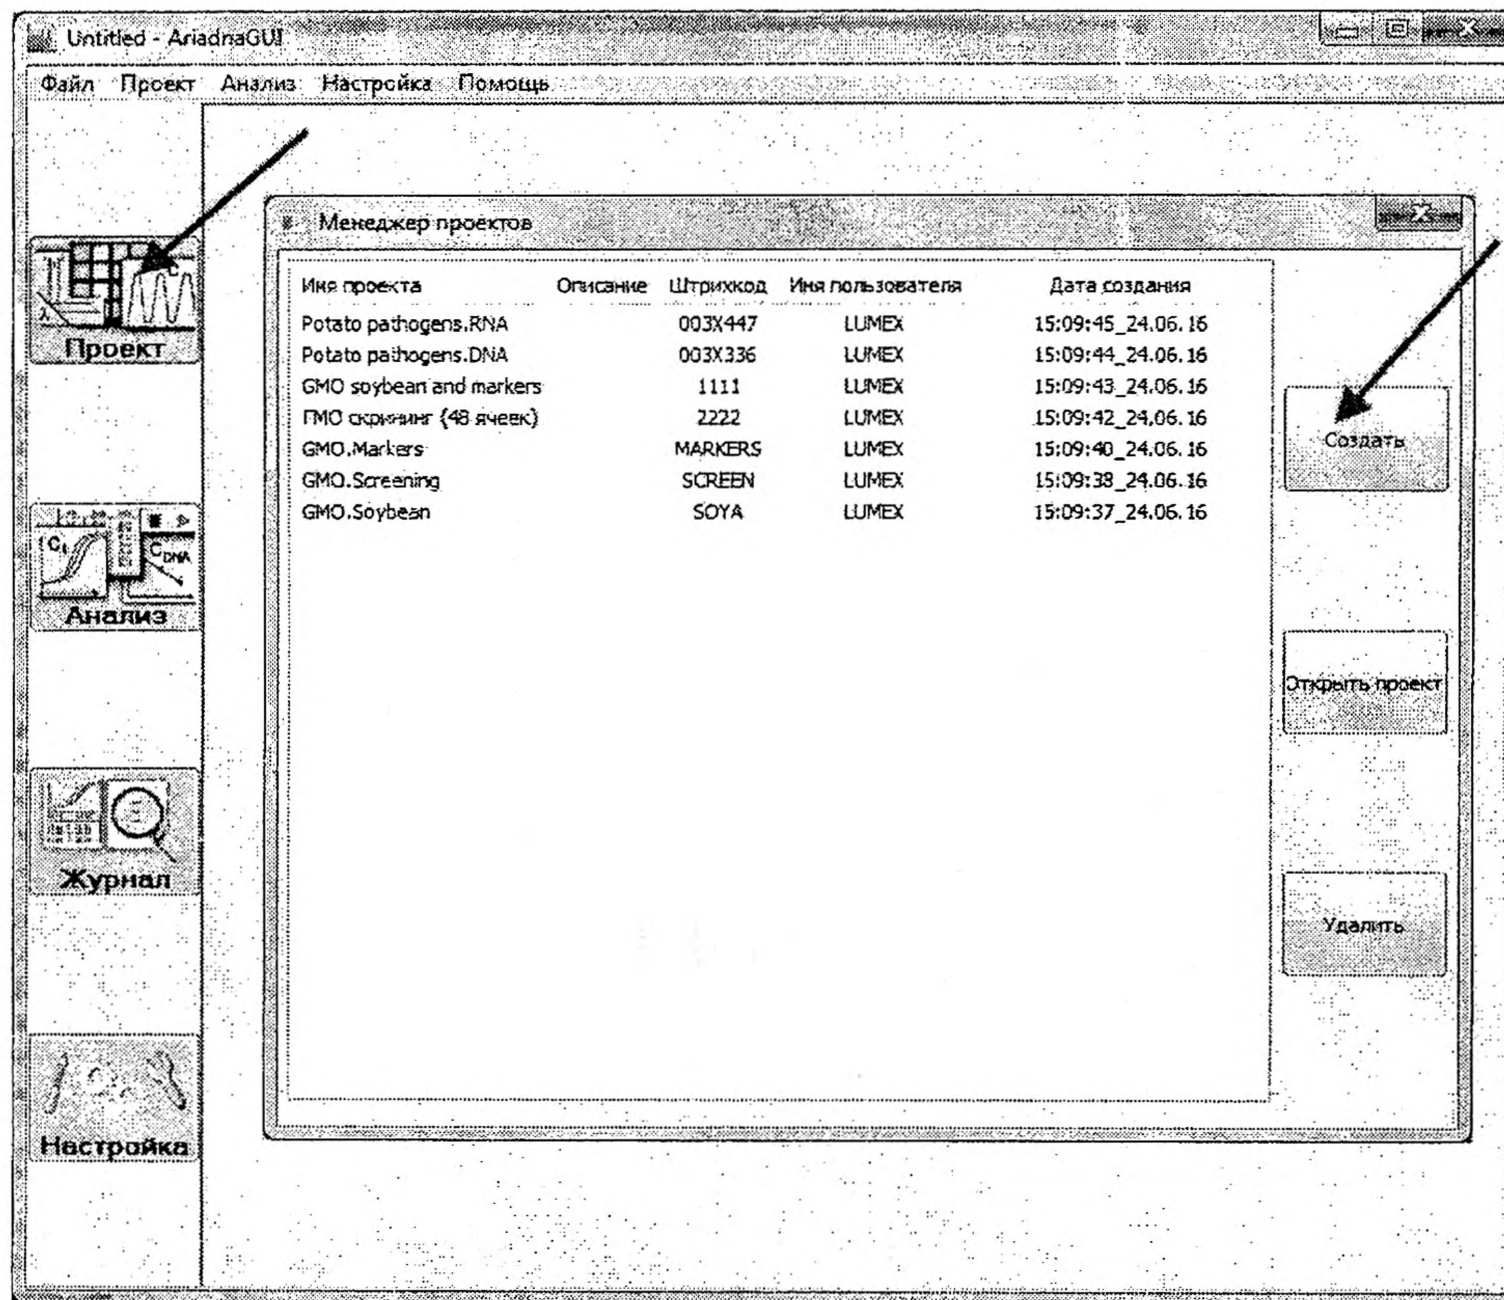 Untitled - AriadnaGUI
Файл Проект Анализ Настройка Помощь
Проект
Анализ
Журнал
Настройка
Менеджер проектов
Имя проекта Описание Штрихкод Имя пользователя Дата создания
Potato pathogens.RNA 003X447 LUMEX 15:09:45_24.06.16
Potato pathogens.DNA 003X336 LUMEX 15:09:44_24.06.16
GMO soybean and markers 1111 LUMEX 15:09:43_24.06.16
ГМО скрининг (48 ячеек) 2222 LUMEX 15:09:42_24.06.16
GMO.Markers MARKERS LUMEX 15:09:40_24.06.16
GMO.Screening SCREEN LUMEX 15:09:38_24.06.16
GMO.Soybean SOYA LUMEX 15:09:37_24.06.16
Создать
Открыть проект
Удалить
Ct
CDNA
λ